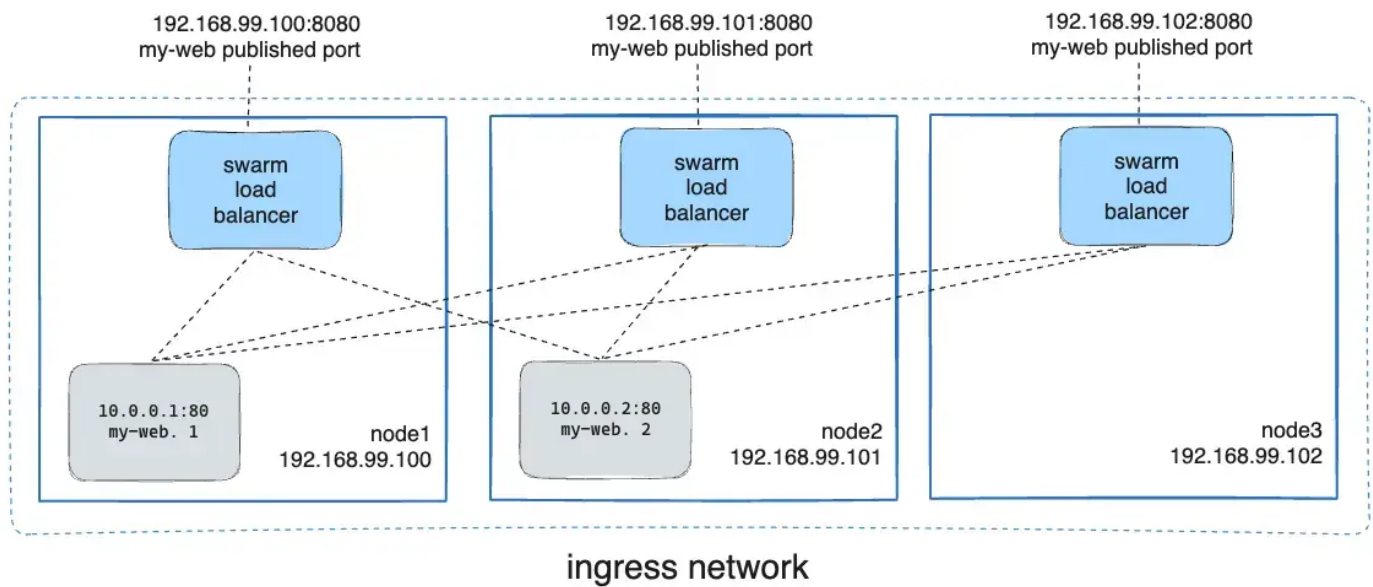 192.168.99.100:8080
my-web published port
192.168.99.101:8080
my-web published port
192.168.99.102:8080
my-web published port
swarm
load
balancer
swarm
load
balancer
swarm
load
balancer
10.0.0.1:80
my-web. 1
node1
192.168.99.100
10.0.0.2:80
my-web. 2
node2
192.168.99.101
node3
192.168.99.102
ingress network